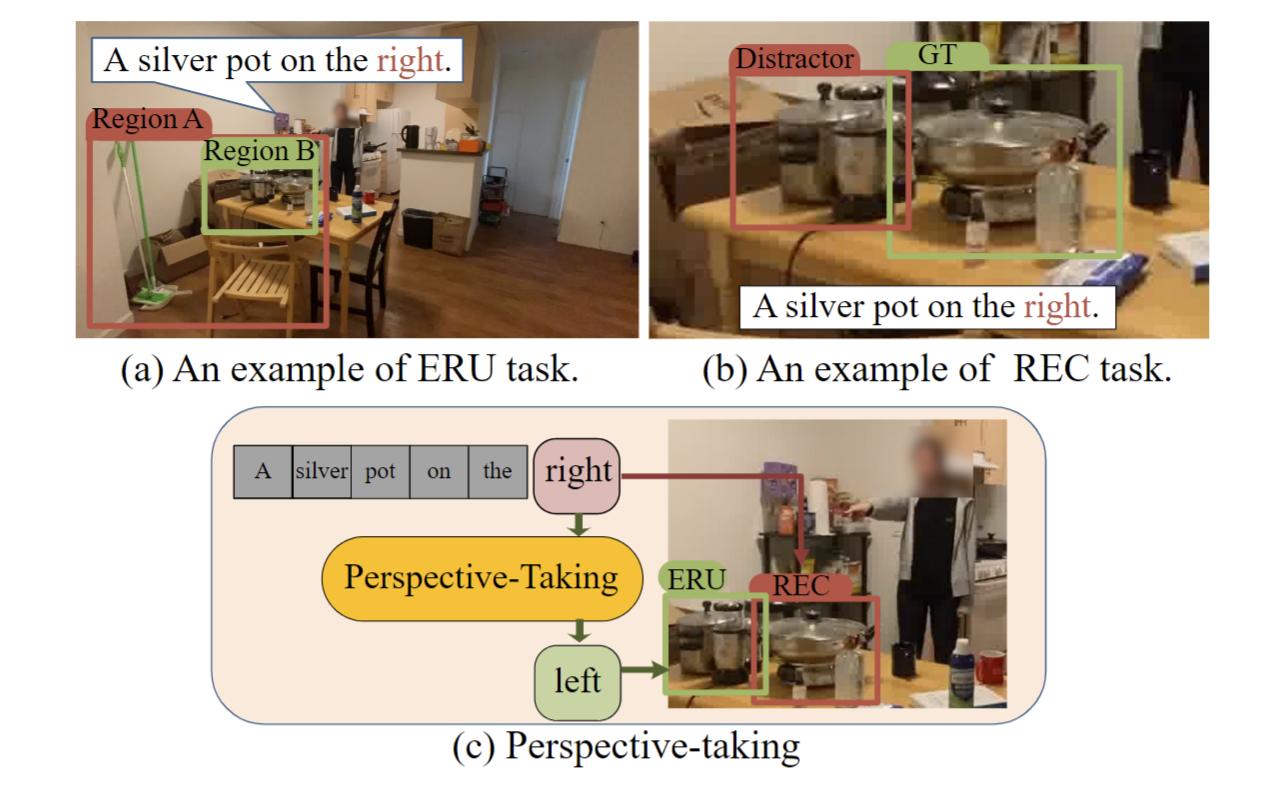 A silver pot on the right.
Region A
Region B
Distractor
GT
A silver pot on the right.
(a) An example of ERU task.
(b) An example of  REC task.
A silver pot on the right
Perspective-Taking
left
ERU
REC
(c) Perspective-taking